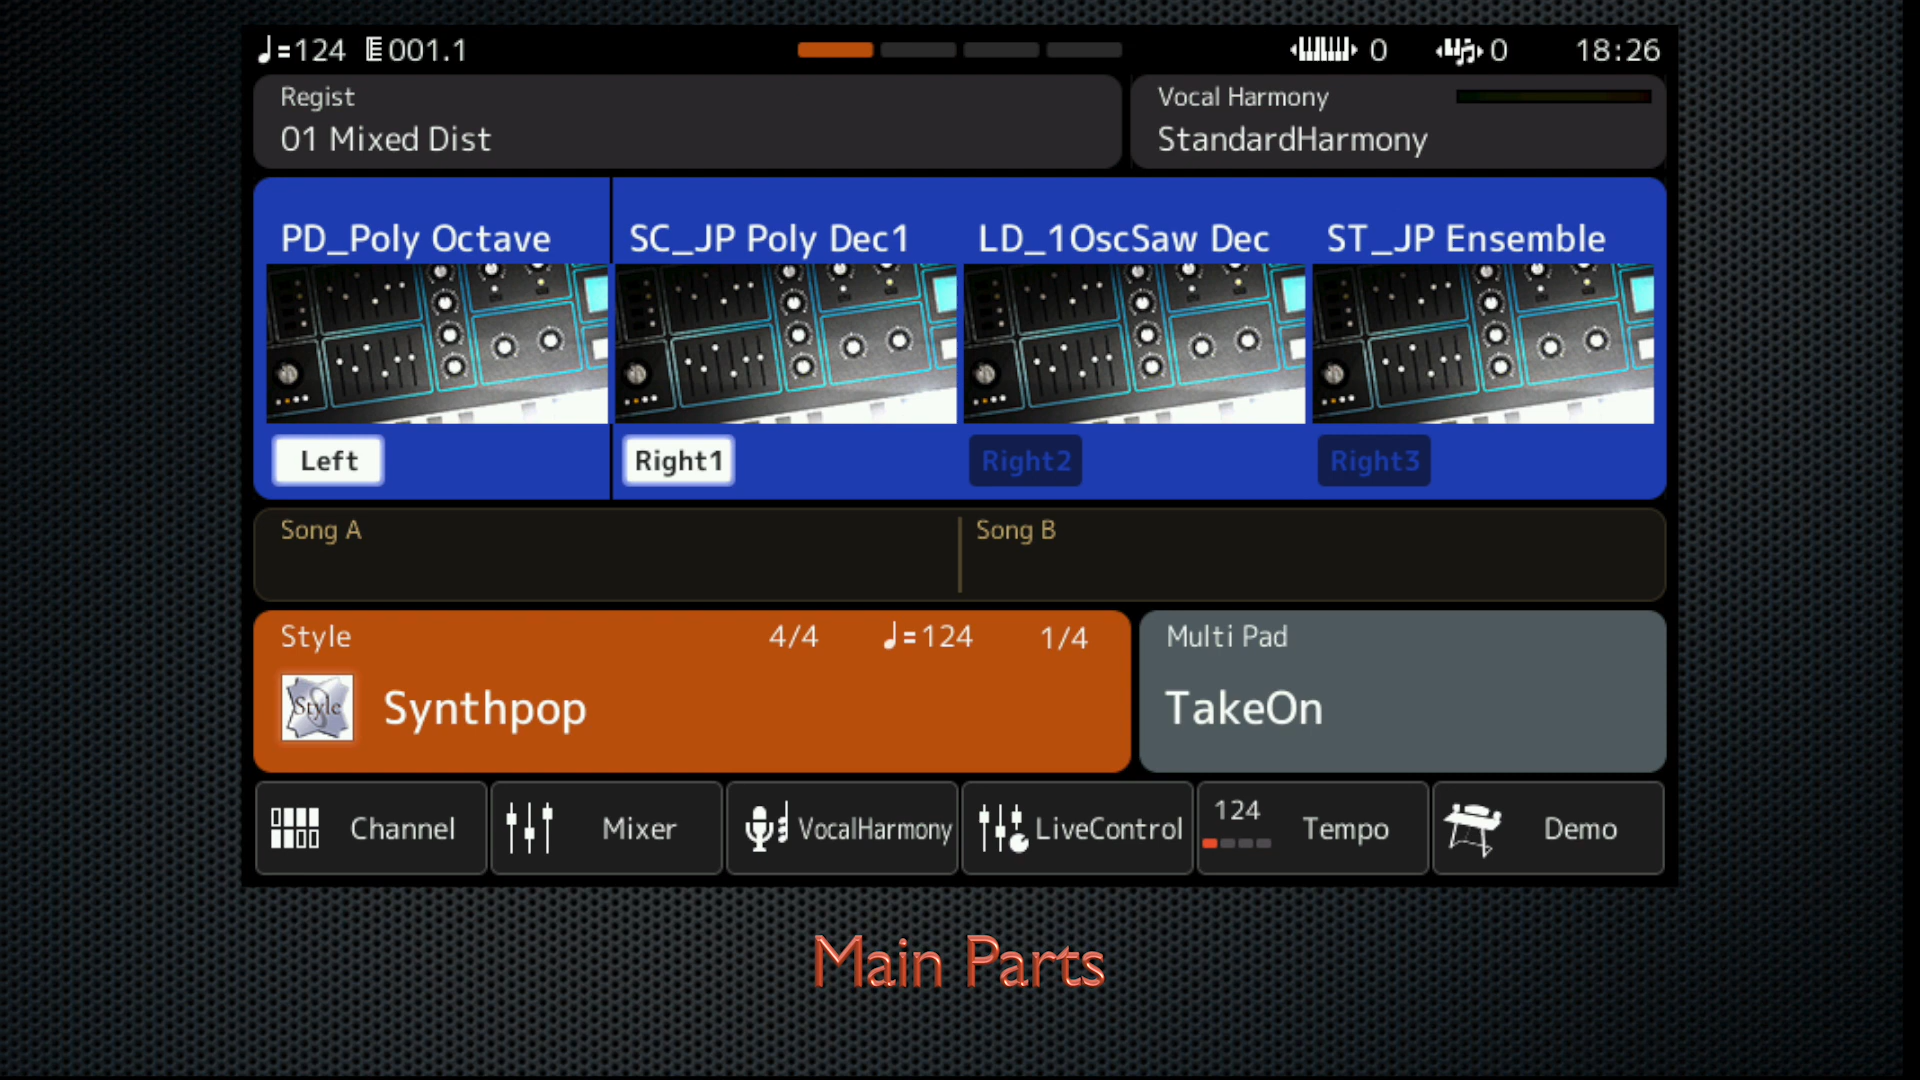 ♩=124 001.1 0 0 18:26
Regist
01 Mixed Dist
Vocal Harmony
StandardHarmony
PD_Poly Octave
SC_JP Poly Dec1
LD_1OscSaw Dec
ST_JP Ensemble
Left
Right1
Right2
Right3
Song A
Song B
Style 4/4 ♩=124 1/4
Style
Synthpop
Multi Pad
TakeOn
Channel
Mixer
VocalHarmony
LiveControl
124
Tempo
Demo
Main Parts